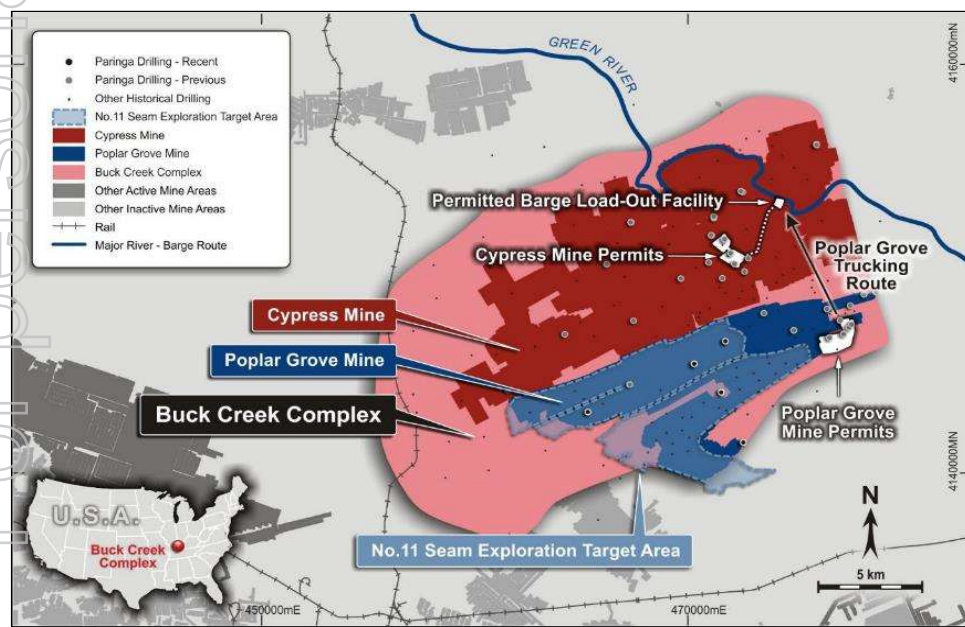 Paringa Drilling - Recent
Paringa Drilling - Previous
Other Historical Drilling
No.11 Seam Exploration Target Area
Cypress Mine
Poplar Grove Mine
Buck Creek Complex
Other Active Mine Areas
Other Inactive Mine Areas
Rail
Major River - Barge Route
GREEN RIVER
4160000mN
Permitted Barge Load-Out Facility
Cypress Mine Permits
Poplar Grove
Trucking
Route
Cypress Mine
Poplar Grove Mine
Buck Creek Complex
Poplar Grove
Mine Permits
4140000MN
No.11 Seam Exploration Target Area
U.S.A.
Buck Creek
Complex
N
5 km
450000mE
470000mE